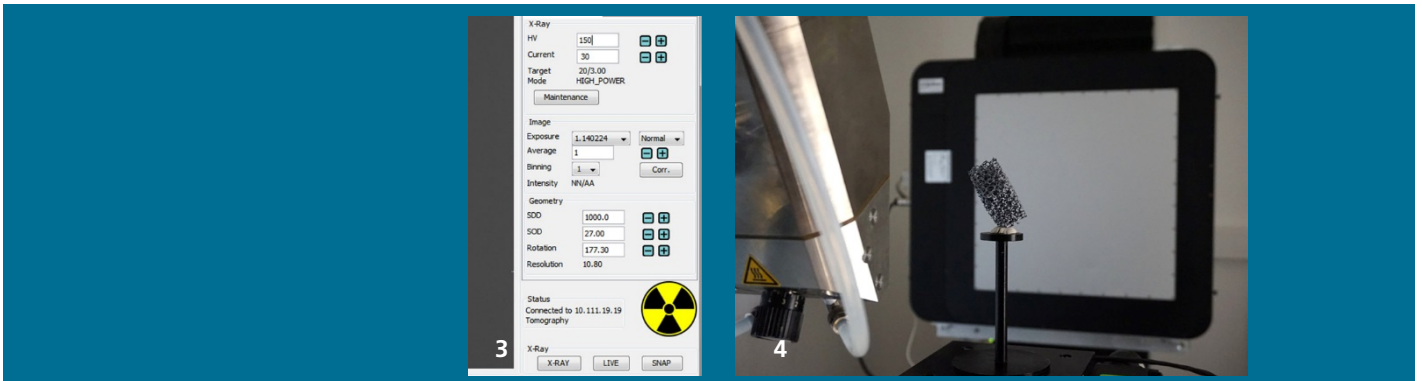 X-Ray
HV 150
Current 30
Target 20/3.00
Mode HIGH_POWER
Maintenance
Image
Exposure 1.140224 Normal
Average 1
Binning 1 Corr.
Intensity NN/AA
Geometry
SDD 1000.0
SOD 27.00
Rotation 177.30
Resolution 10.80
Status
Connected to 10.111.19.19
Tomography
X-Ray
X-RAY LIVE SNAP
3
4